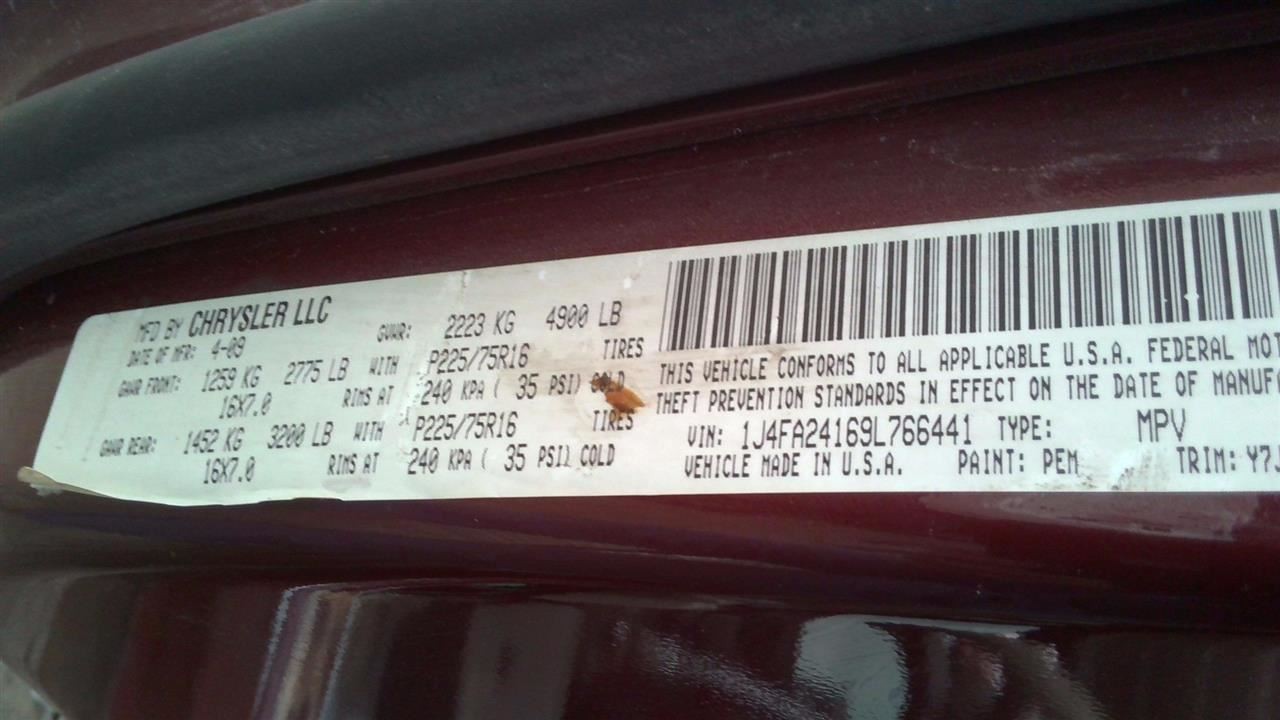 MFD BY CHRYSLER LLC
DATE OF MFR: 4-09 GVWR: 2223 KG 4900 LB
GAWR FRONT: 1259 KG 2775 LB WITH P225/75R16 TIRES
16X7.0 RIMS AT 240 KPA ( 35 PSI) COLD
GAWR REAR: 1452 KG 3200 LB WITH P225/75R16 TIRES
16X7.0 RIMS AT 240 KPA ( 35 PSI) COLD
THIS VEHICLE CONFORMS TO ALL APPLICABLE U.S.A. FEDERAL MOT
THEFT PREVENTION STANDARDS IN EFFECT ON THE DATE OF MANUF
VIN: 1J4FA24169L766441 TYPE: MPV
VEHICLE MADE IN U.S.A. PAINT: PEM TRIM: Y7J